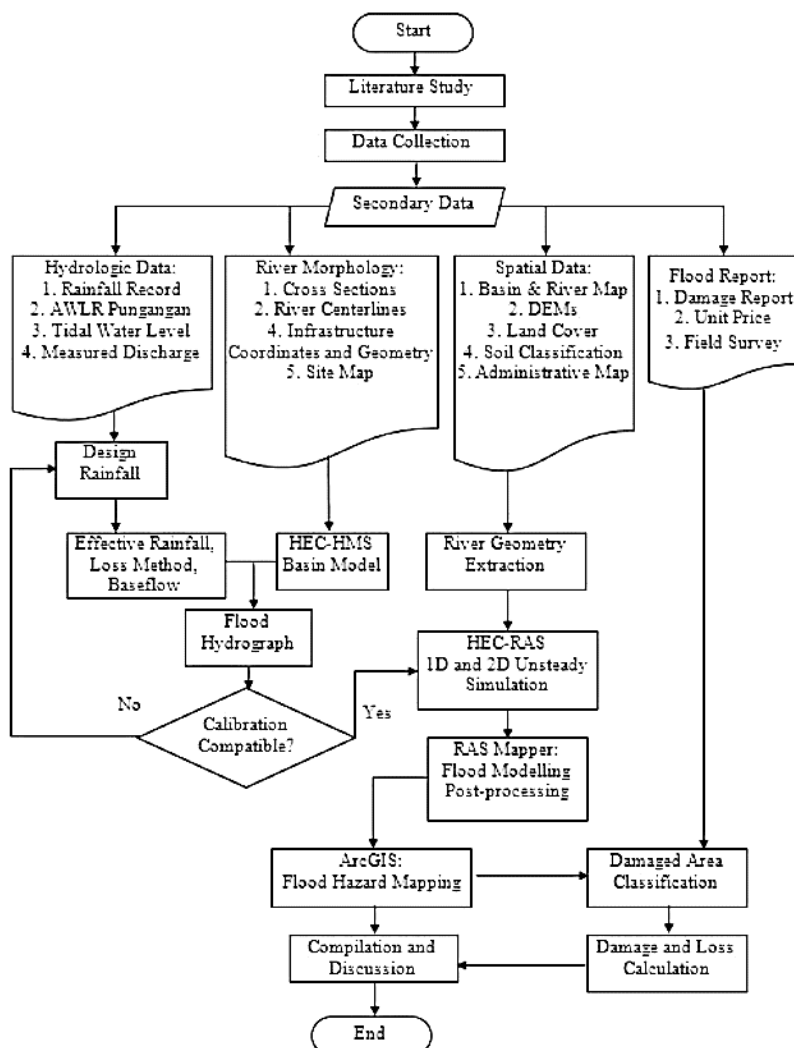 Start
Literature Study
Data Collection
Secondary Data
Hydrologic Data:
1. Rainfall Record
2. AWLR Pungangan
3. Tidal Water Level
4. Measured Discharge
River Morphology:
1. Cross Sections
2. River Centerlines
4. Infrastructure
Coordinates and Geometry
5. Site Map
Spatial Data:
1. Basin & River Map
2. DEMs
3. Land Cover
4. Soil Classification
5. Administrative Map
Flood Report:
1. Damage Report
2. Unit Price
3. Field Survey
Design
Rainfall
Effective Rainfall,
Loss Method,
Baseflow
HEC-HMS
Basin Model
River Geometry
Extraction
Flood
Hydrograph
HEC-RAS
1D and 2D Unsteady
Simulation
No
Calibration
Compatible?
Yes
RAS Mapper:
Flood Modelling
Post-processing
ArcGIS:
Flood Hazard Mapping
Damaged Area
Classification
Compilation and
Discussion
Damage and Loss
Calculation
End